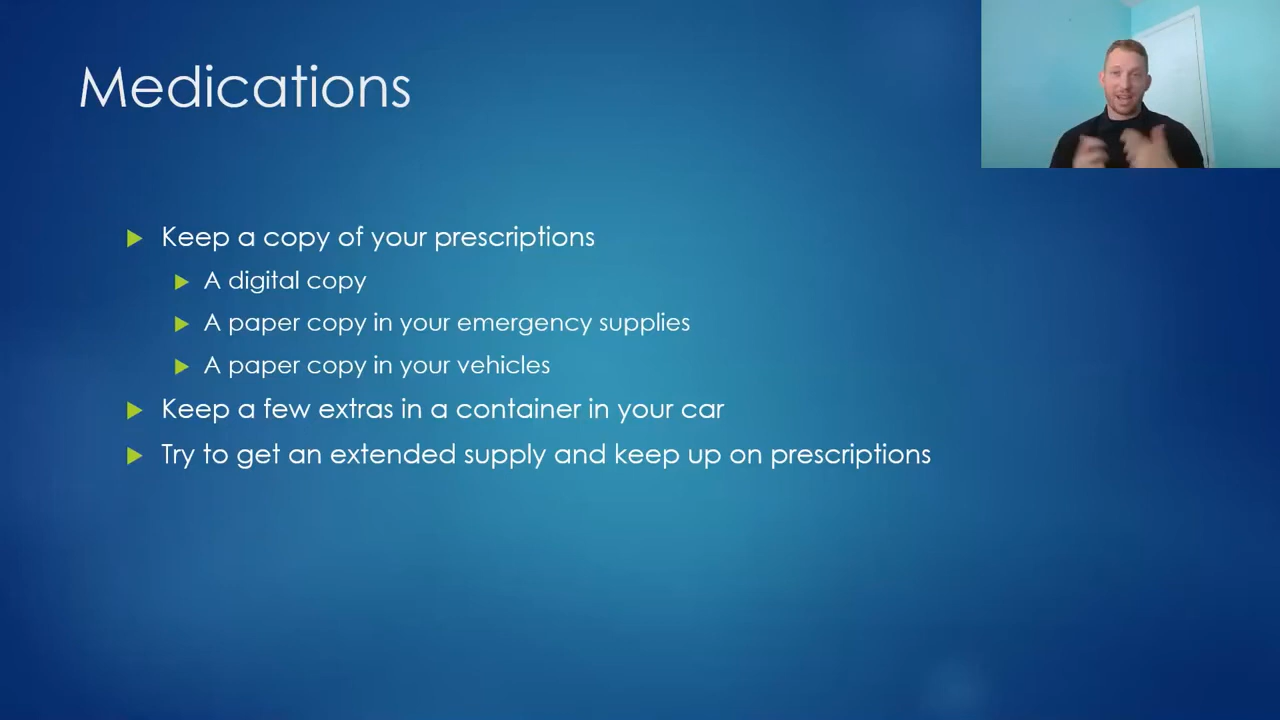 Medications
Keep a copy of your prescriptions
A digital copy
A paper copy in your emergency supplies
A paper copy in your vehicles
Keep a few extras in a container in your car
Try to get an extended supply and keep up on prescriptions